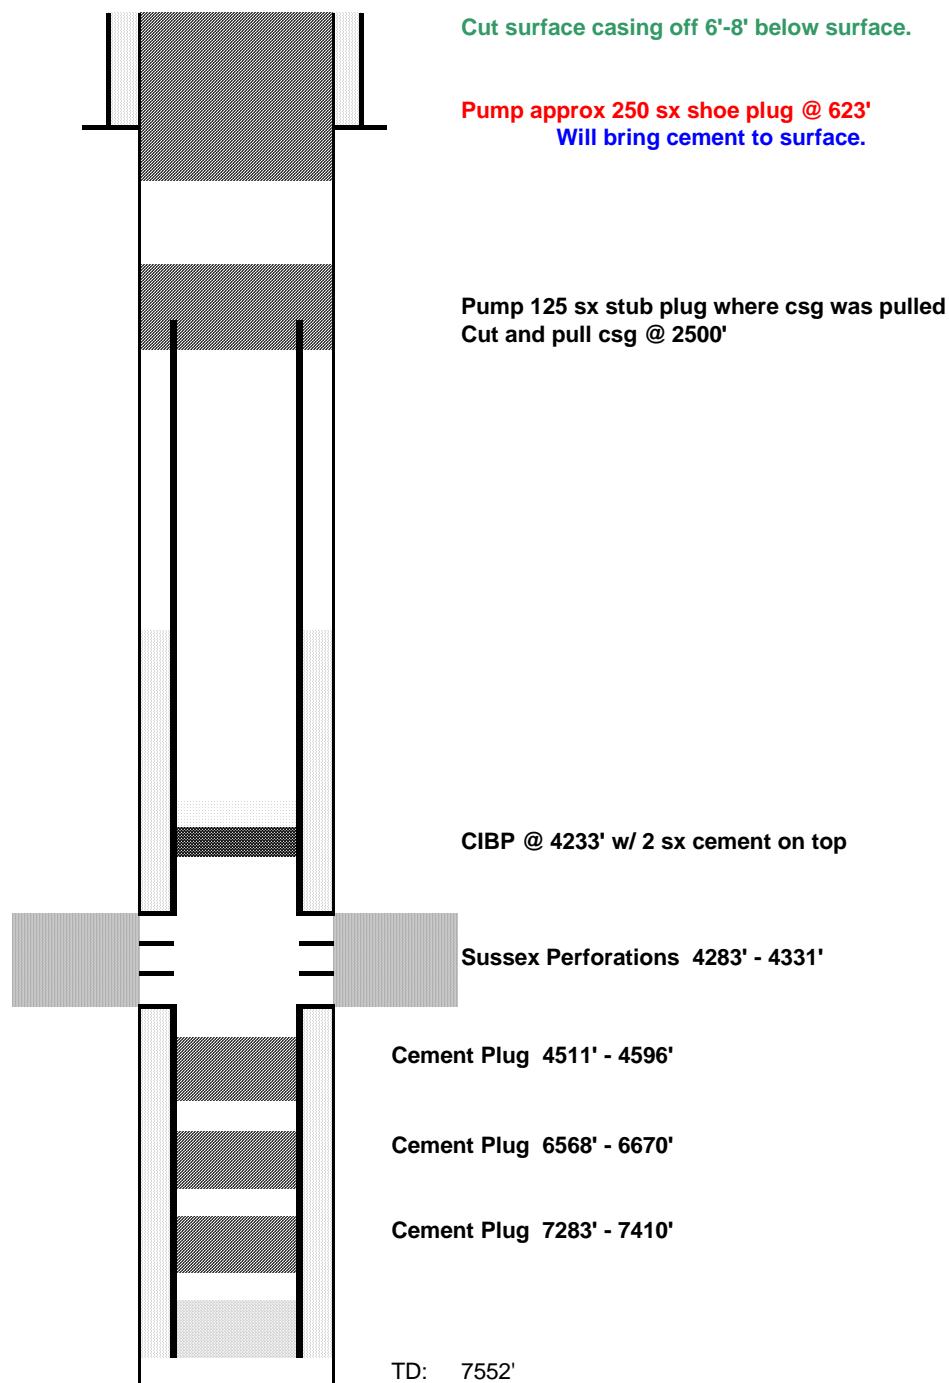 Cut surface casing off 6'-8' below surface.
Pump approx 250 sx shoe plug @ 623'
Will bring cement to surface.
Pump 125 sx stub plug where csg was pulled
Cut and pull csg @ 2500'
CIBP @ 4233' w/ 2 sx cement on top
Sussex Perforations 4283' - 4331'
Cement Plug 4511' - 4596'
Cement Plug 6568' - 6670'
Cement Plug 7283' - 7410'
TD: 7552'